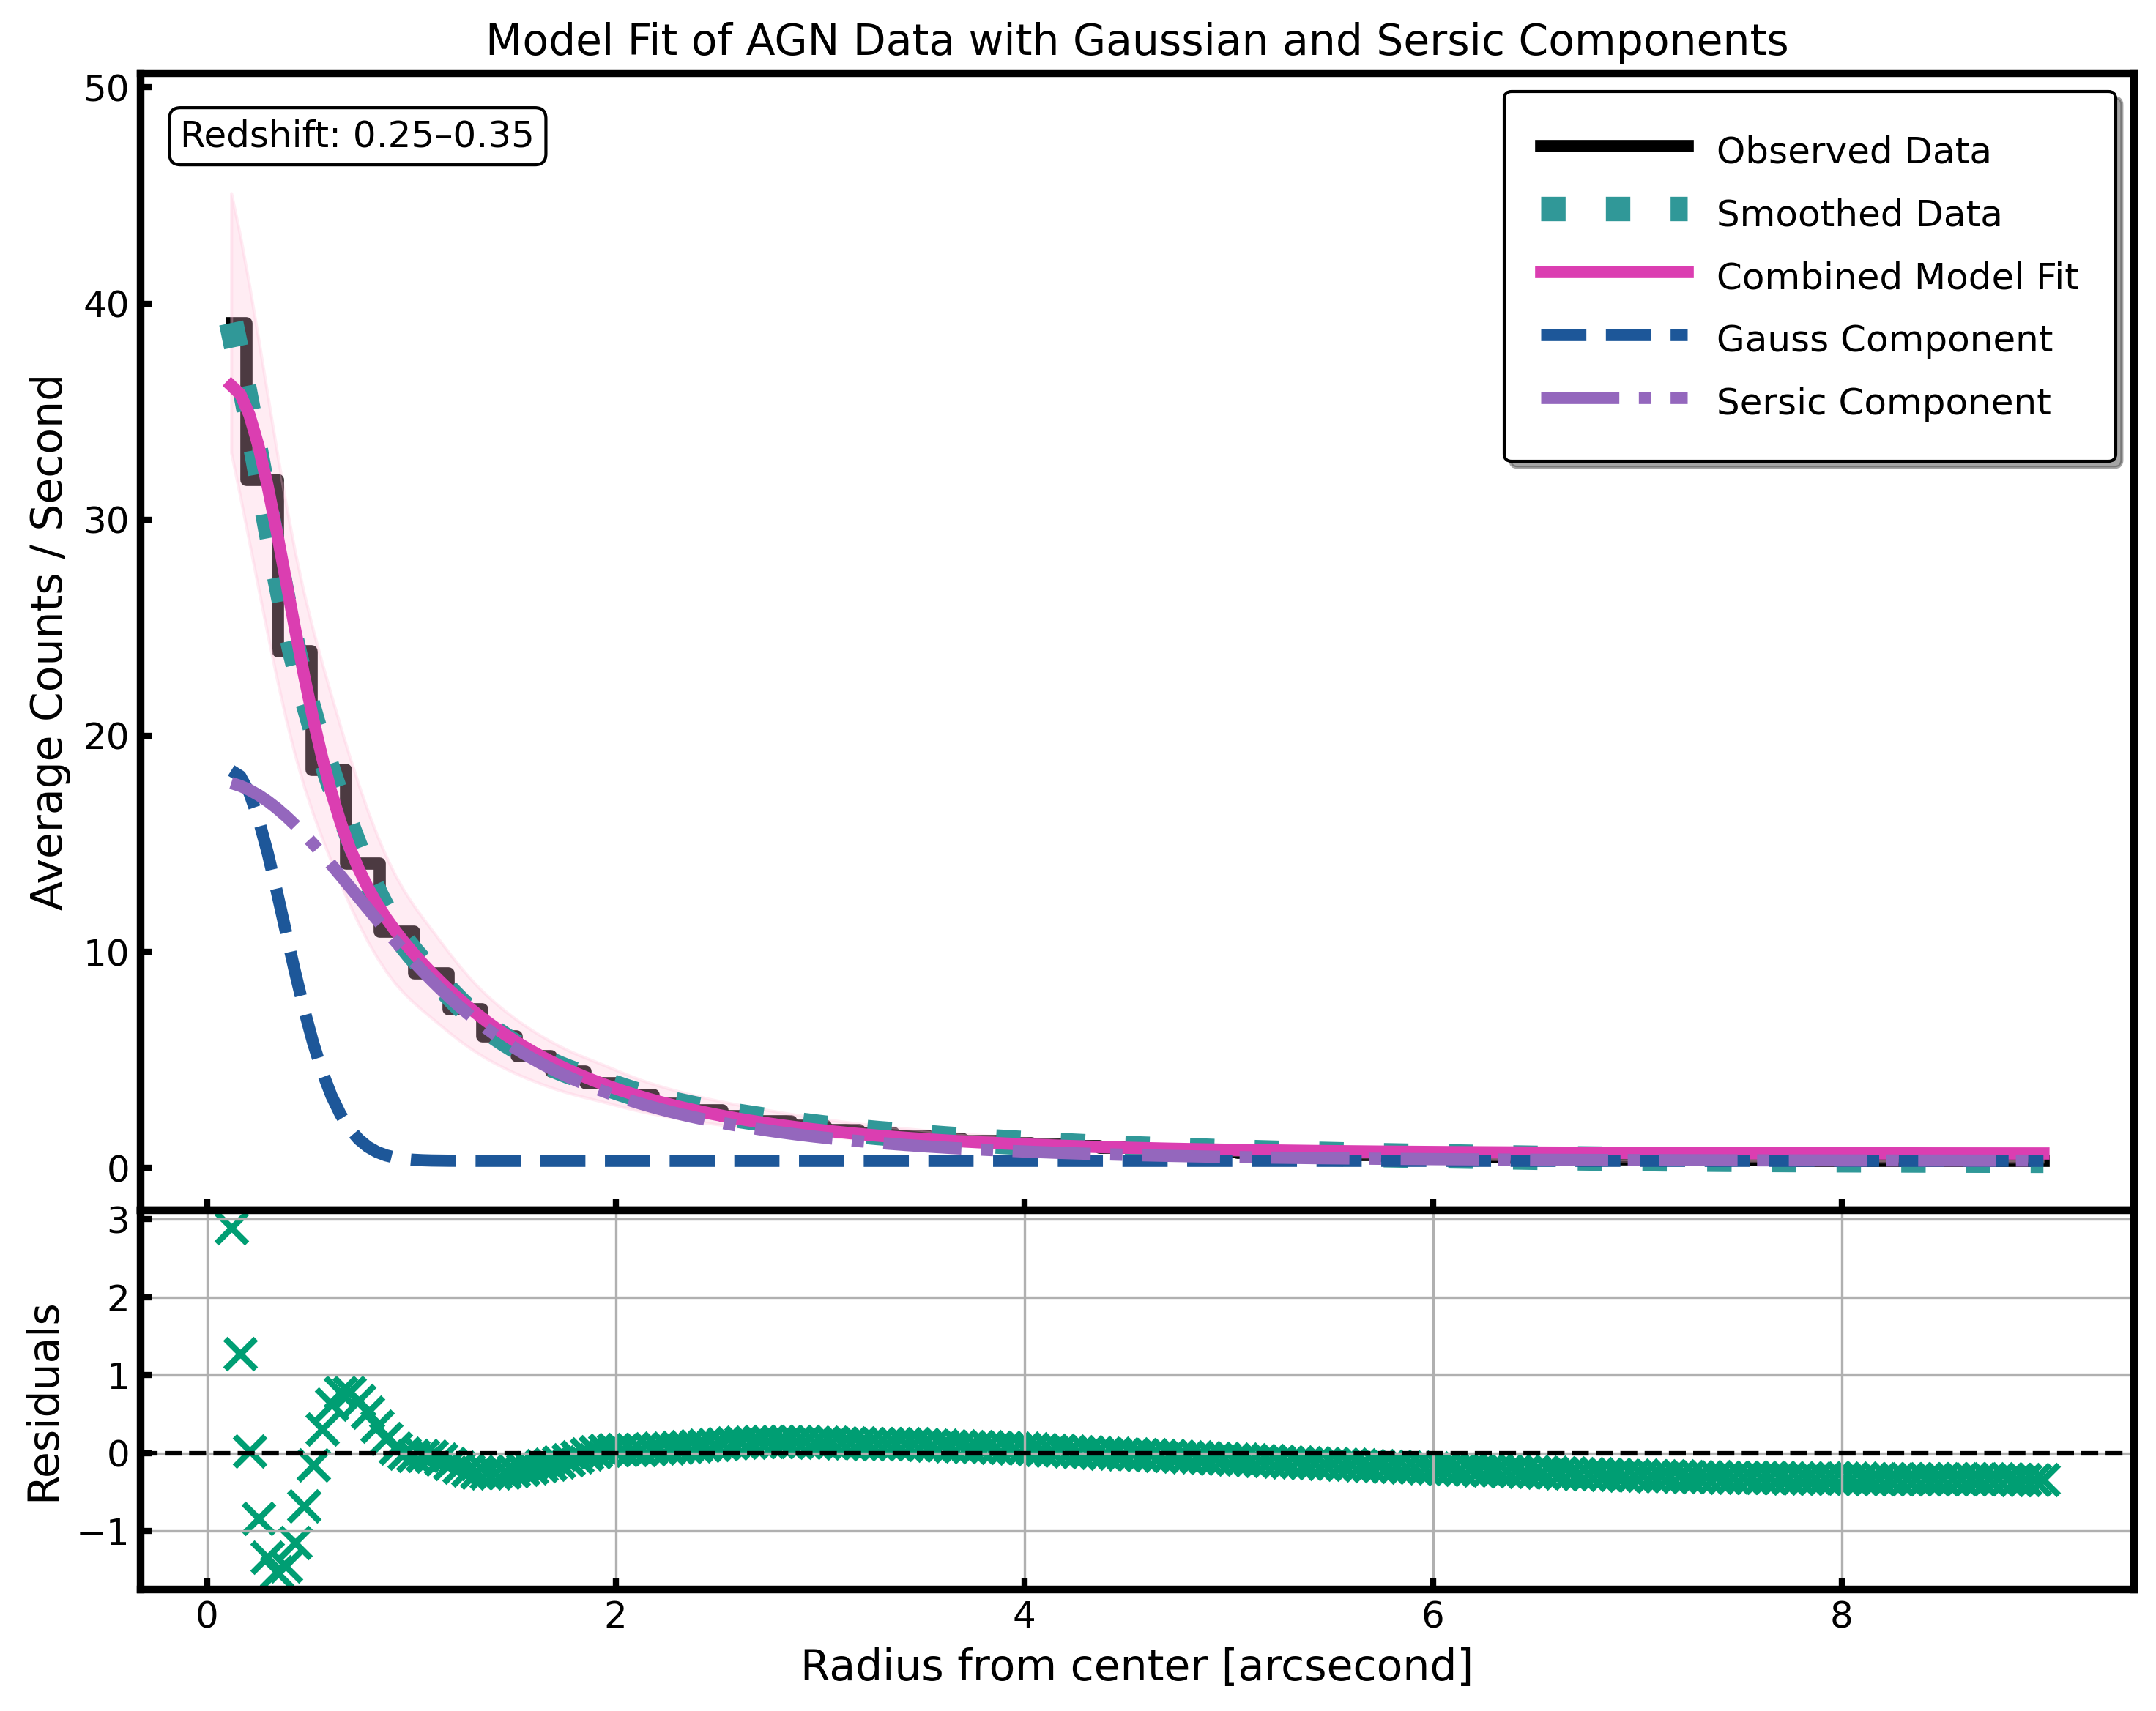 Model Fit of AGN Data with Gaussian and Sersic Components
Redshift: 0.25–0.35
Observed Data
Smoothed Data
Combined Model Fit
Gauss Component
Sersic Component
Average Counts / Second
50
40
30
20
10
0
Residuals
3
2
1
0
−1
0 2 4 6 8
Radius from center [arcsecond]